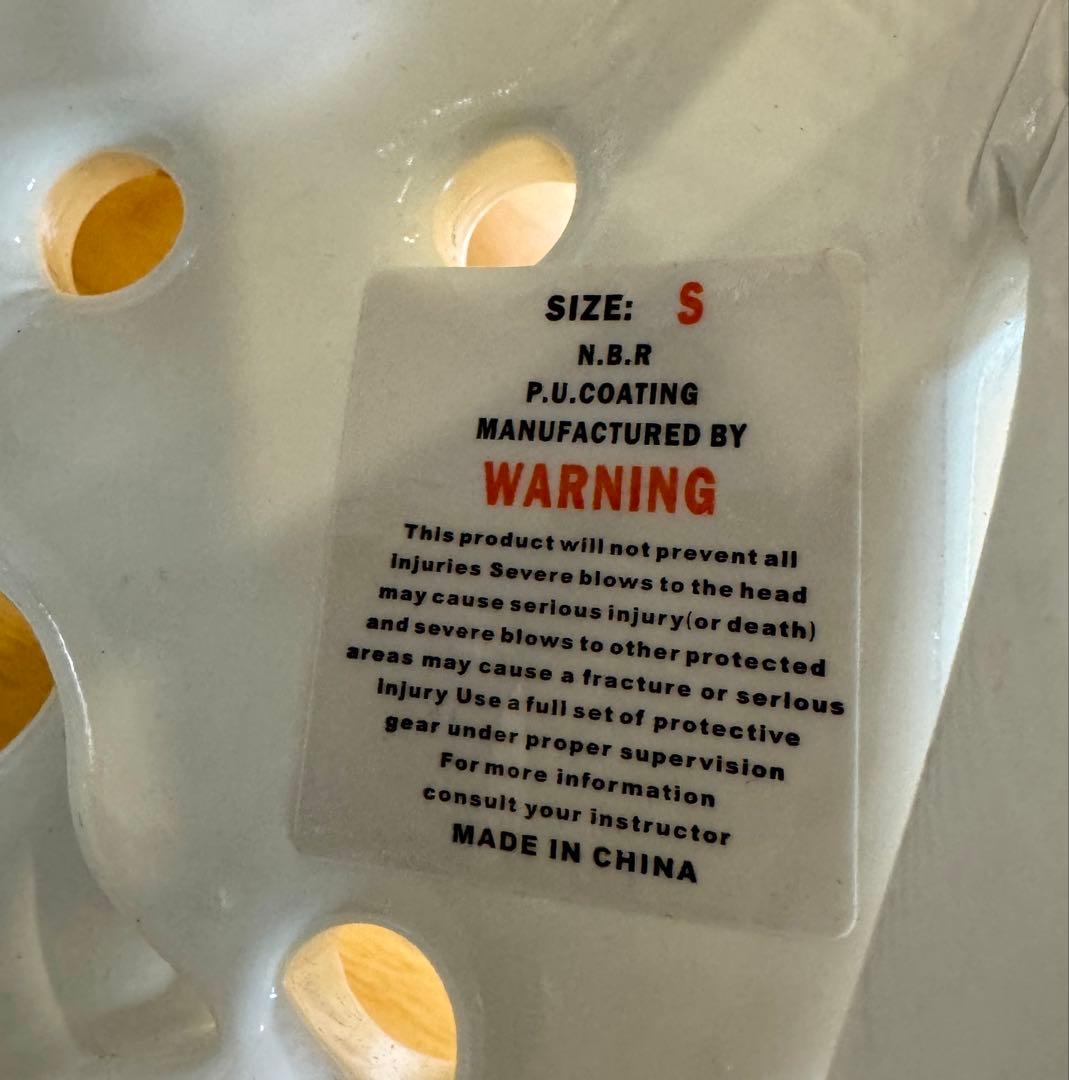 SIZE: S
N.B.R
P.U.COATING
MANUFACTURED BY
WARNING
This product will not prevent all
injuries Severe blows to the head
may cause serious injury(or death)
and severe blows to other protected
areas may cause a fracture or serious
injury Use a full set of protective
gear under proper supervision
For more information
consult your instructor
MADE IN CHINA